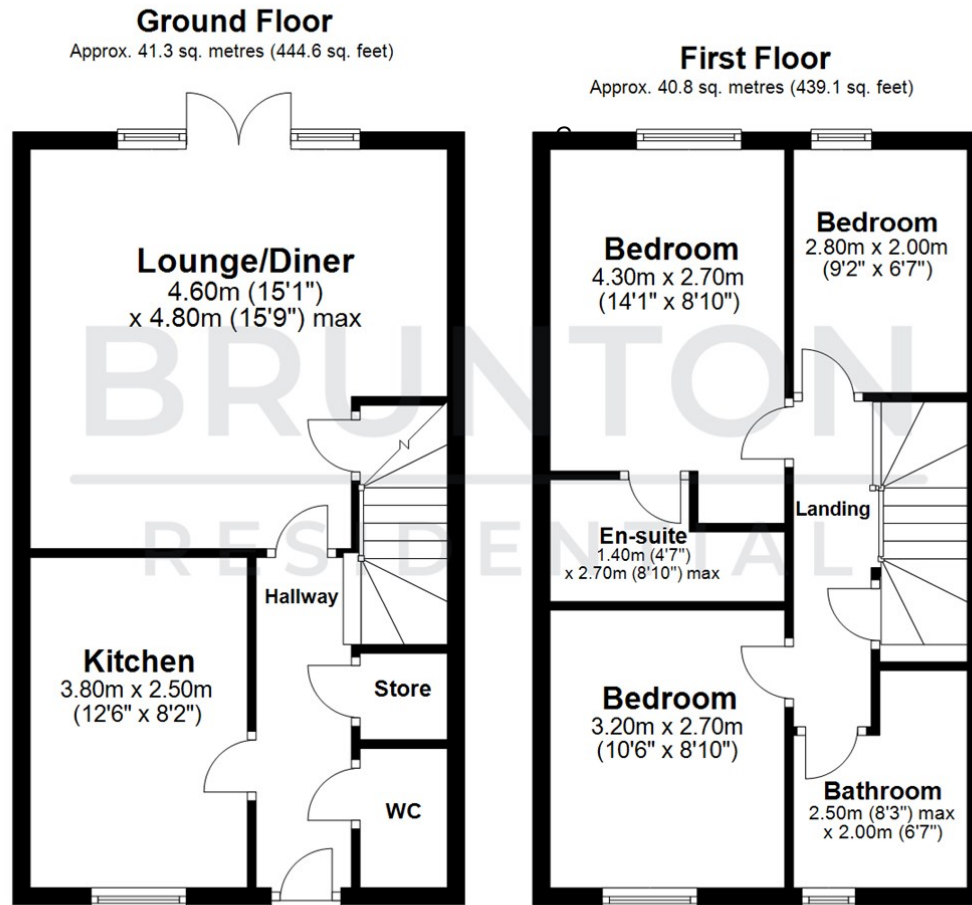 Ground Floor
Approx. 41.3 sq. metres (444.6 sq. feet)
Lounge/Diner
4.60m (15'1")
x 4.80m (15'9") max
Hallway
Kitchen
3.80m x 2.50m
(12'6" x 8'2")
Store
WC
First Floor
Approx. 40.8 sq. metres (439.1 sq. feet)
Bedroom
4.30m x 2.70m
(14'1" x 8'10")
Bedroom
2.80m x 2.00m
(9'2" x 6'7")
Landing
En-suite
1.40m (4'7")
x 2.70m (8'10") max
Bedroom
3.20m x 2.70m
(10'6" x 8'10")
Bathroom
2.50m (8'3") max
x 2.00m (6'7")
BRUNTON
RESIDENTIAL